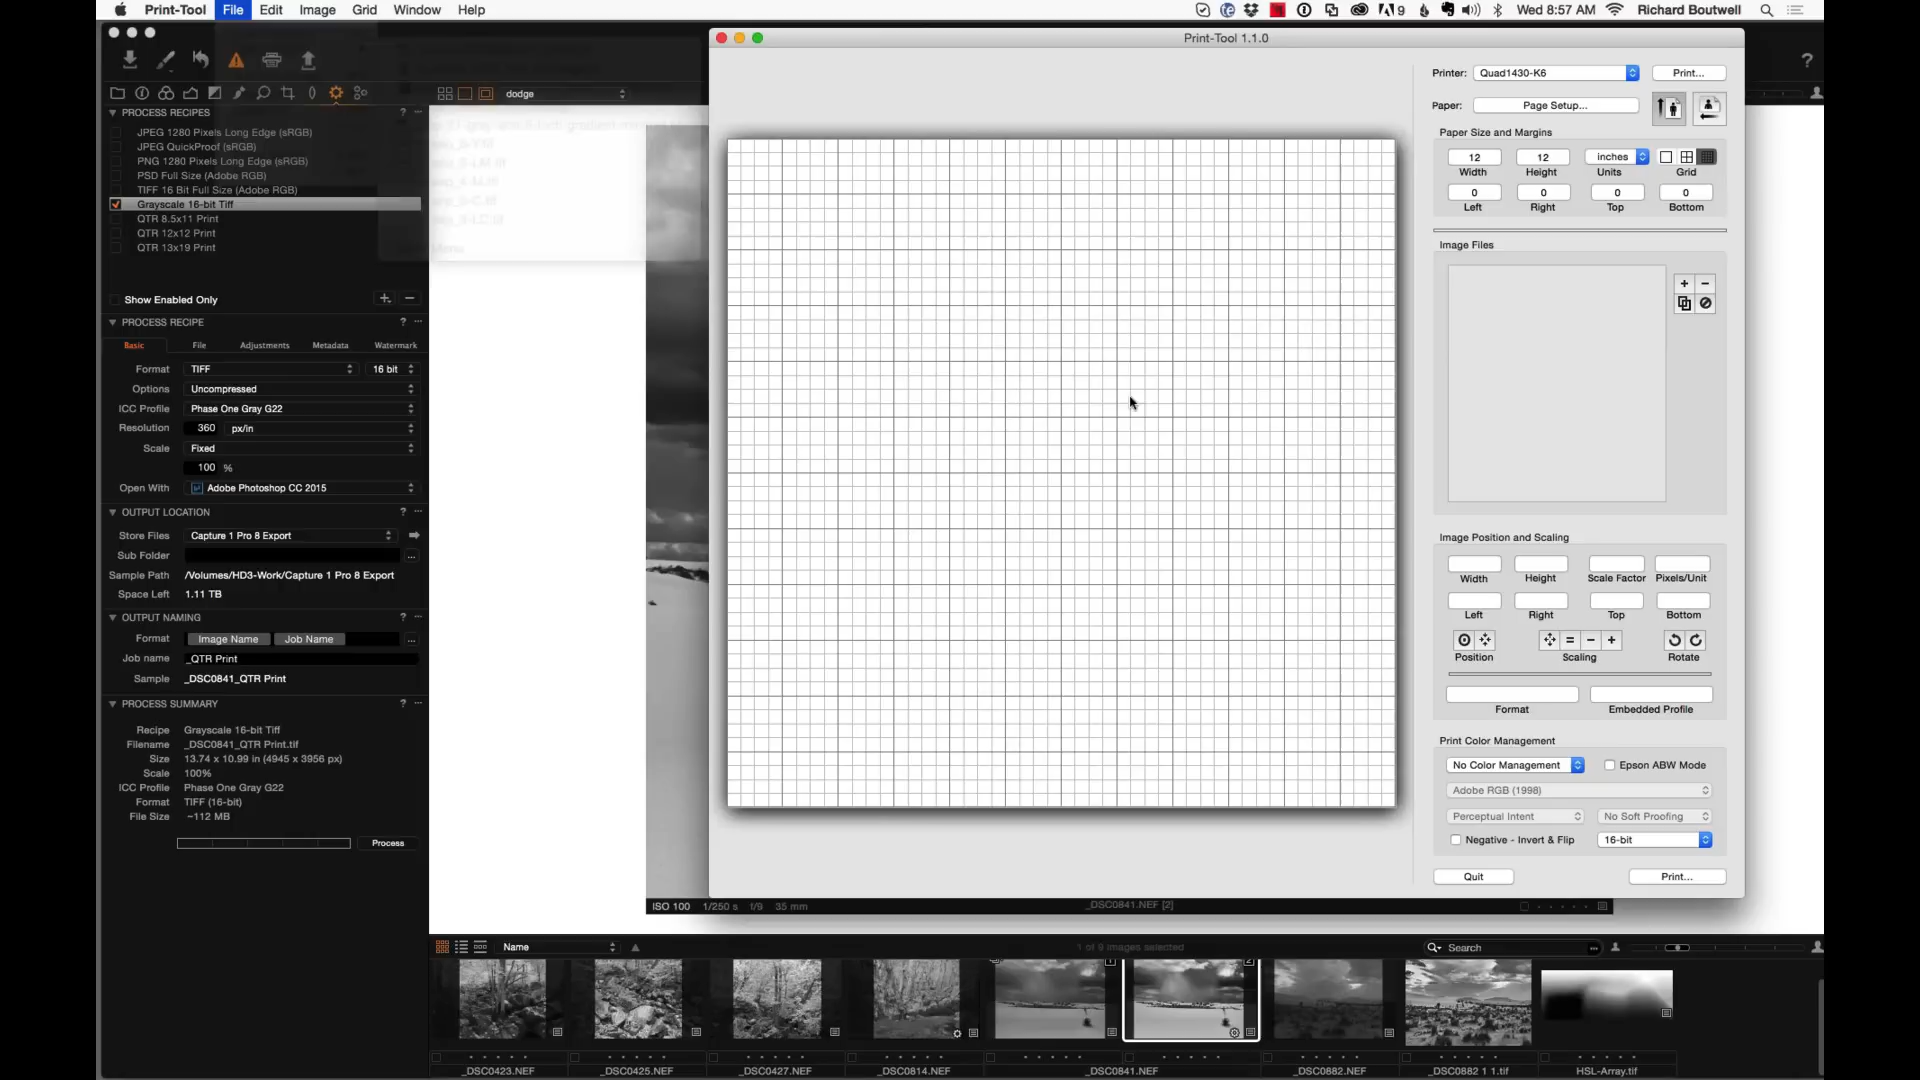 Print-Tool File Edit Image Grid Window Help
9 Wed 8:57 AM Richard Boutwell
Print-Tool 1.1.0
?
dodge
PROCESS RECIPES ? ...
JPEG 1280 Pixels Long Edge (sRGB)
JPEG QuickProof (sRGB)
PNG 1280 Pixels Long Edge (sRGB)
PSD Full Size (Adobe RGB)
TIFF 16 Bit Full Size (Adobe RGB)
Grayscale 16-bit Tiff
QTR 8.5x11 Print
QTR 12x12 Print
QTR 13x19 Print
Show Enabled Only + −
PROCESS RECIPE ? ...
Basic File Adjustments Metadata Watermark
Format TIFF 16 bit
Options Uncompressed
ICC Profile Phase One Gray G22
Resolution 360 px/in
Scale Fixed
100 %
Open With Adobe Photoshop CC 2015
OUTPUT LOCATION ? ...
Store Files Capture 1 Pro 8 Export
Sub Folder ...
Sample Path /Volumes/HD3-Work/Capture 1 Pro 8 Export
Space Left 1.11 TB
OUTPUT NAMING ? ...
Format Image Name Job Name ...
Job name _QTR Print
Sample _DSC0841_QTR Print
PROCESS SUMMARY ? ...
Recipe Grayscale 16-bit Tiff
Filename _DSC0841_QTR Print.tif
Size 13.74 x 10.99 in (4945 x 3956 px)
Scale 100%
ICC Profile Phase One Gray G22
Format TIFF (16-bit)
File Size ~112 MB
Process
Printer: Quad1430-K6 Print...
Paper: Page Setup...
Paper Size and Margins
12 12 inches
Width Height Units Grid
0 0 0 0
Left Right Top Bottom
Image Files
+ −
Image Position and Scaling
Width Height Scale Factor Pixels/Unit
Left Right Top Bottom
= − +
Position Scaling Rotate
Format Embedded Profile
Print Color Management
No Color Management Epson ABW Mode
Adobe RGB (1998)
Perceptual Intent No Soft Proofing
Negative - Invert & Flip 16-bit
Quit Print...
ISO 100 1/250 s f/9 35 mm _DSC0841.NEF [2]
Name 1 of 9 images selected Search
1 2
_DSC0423.NEF _DSC0425.NEF _DSC0427.NEF _DSC0814.NEF _DSC0841.NEF _DSC0882.NEF _DSC0882 1 1.tif HSL-Array.tif